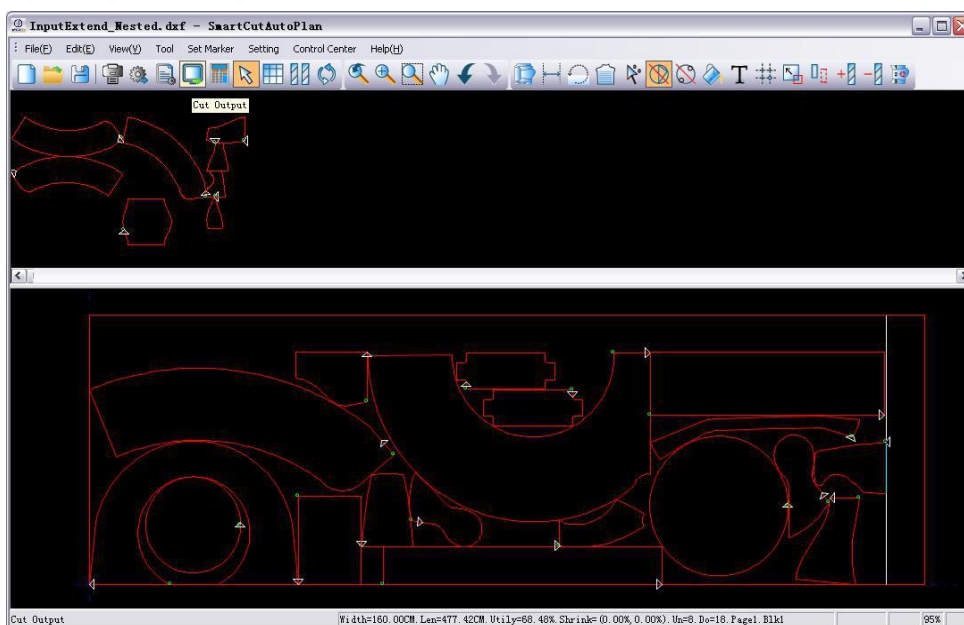 InputExtend_Nested.dxf - SmartCutAutoPlan
File(F) Edit(E) View(V) Tool Set Marker Setting Control Center Help(H)
T
Cut Output
Cut Output Width=160.00CM. Len=477.42CM. Utily=68.48%. Shrink=(0.00%, 0.00%). Un=8. Do=18. Page1. Blk1 95%